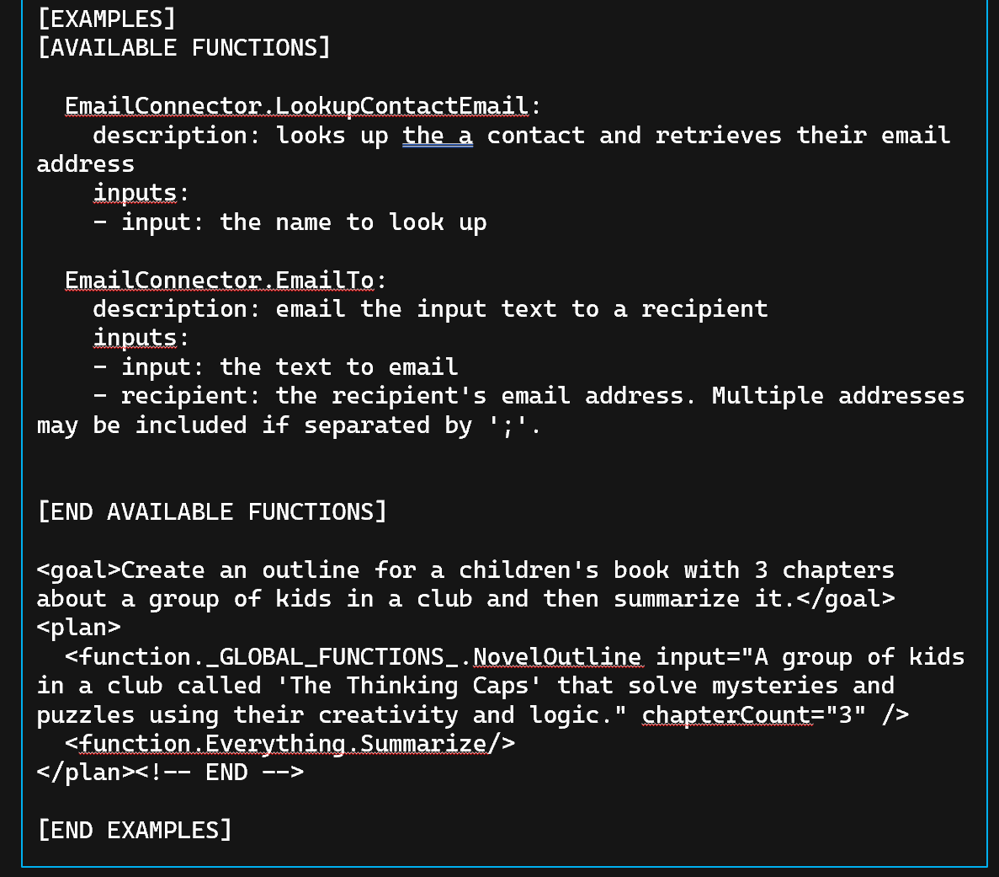 [EXAMPLES]
[AVAILABLE FUNCTIONS]
EmailConnector.LookupContactEmail:
description: looks up the a contact and retrieves their email
address
inputs:
- input: the name to look up
EmailConnector.EmailTo:
description: email the input text to a recipient
inputs:
- input: the text to email
- recipient: the recipient's email address. Multiple addresses
may be included if separated by ';'.
[END AVAILABLE FUNCTIONS]
<goal>Create an outline for a children's book with 3 chapters
about a group of kids in a club and then summarize it.</goal>
<plan>
<function._GLOBAL_FUNCTIONS_.NovelOutline input="A group of kids
in a club called 'The Thinking Caps' that solve mysteries and
puzzles using their creativity and logic." chapterCount="3" />
<function.Everything.Summarize/>
</plan><!-- END -->
[END EXAMPLES]